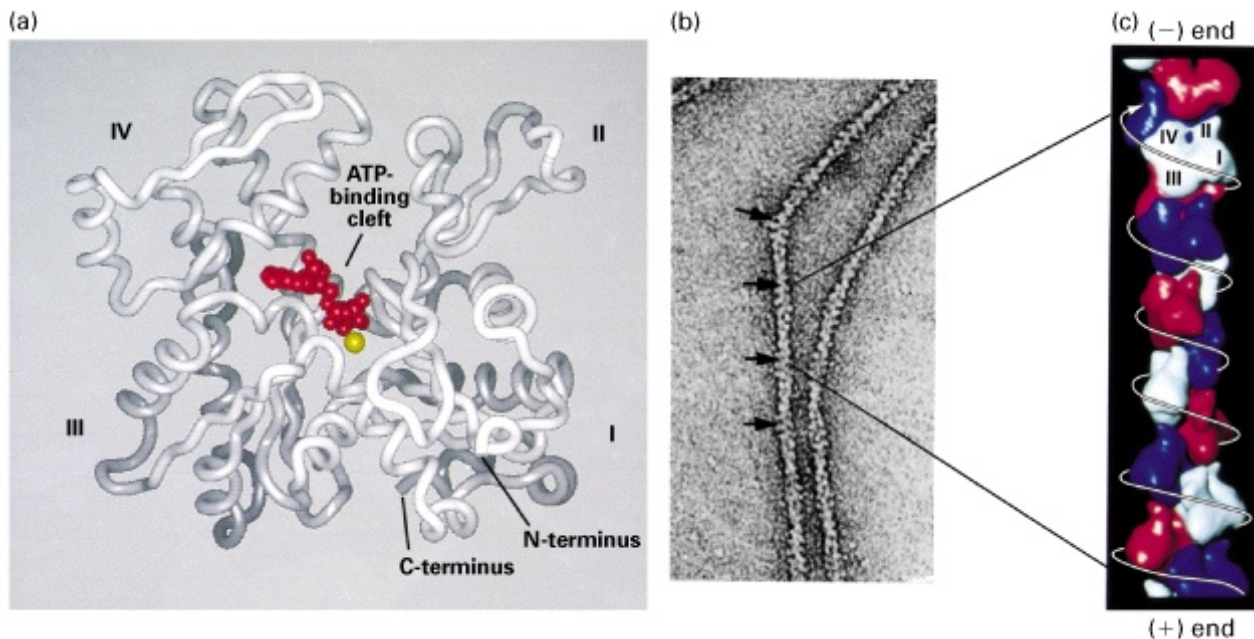 (a)
IV
II
ATP-
binding
cleft
III
I
N-terminus
C-terminus
(b)
(c)
(−) end
IV
II
I
III
(+) end